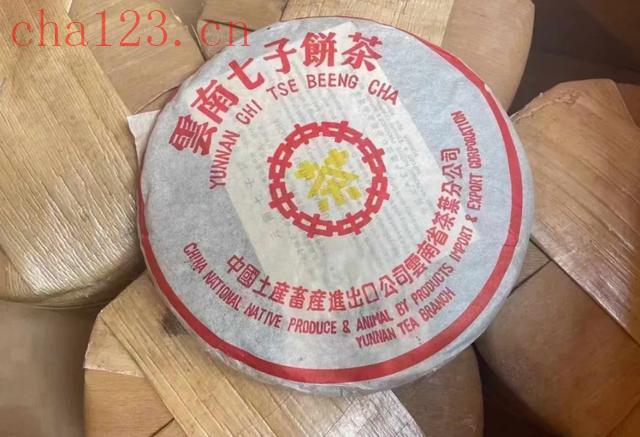 cha123.cn
雲南七子餅茶
YUNNAN CHI TSE BEENG CHA
茶
中國土産畜産進出口公司雲南省茶葉分公司
CHINA NATIONAL NATIVE PRODUCE & ANIMAL BY PRODUCTS IMPORT & EXPORT CORPORATION
YUNNAN TEA BRANCH